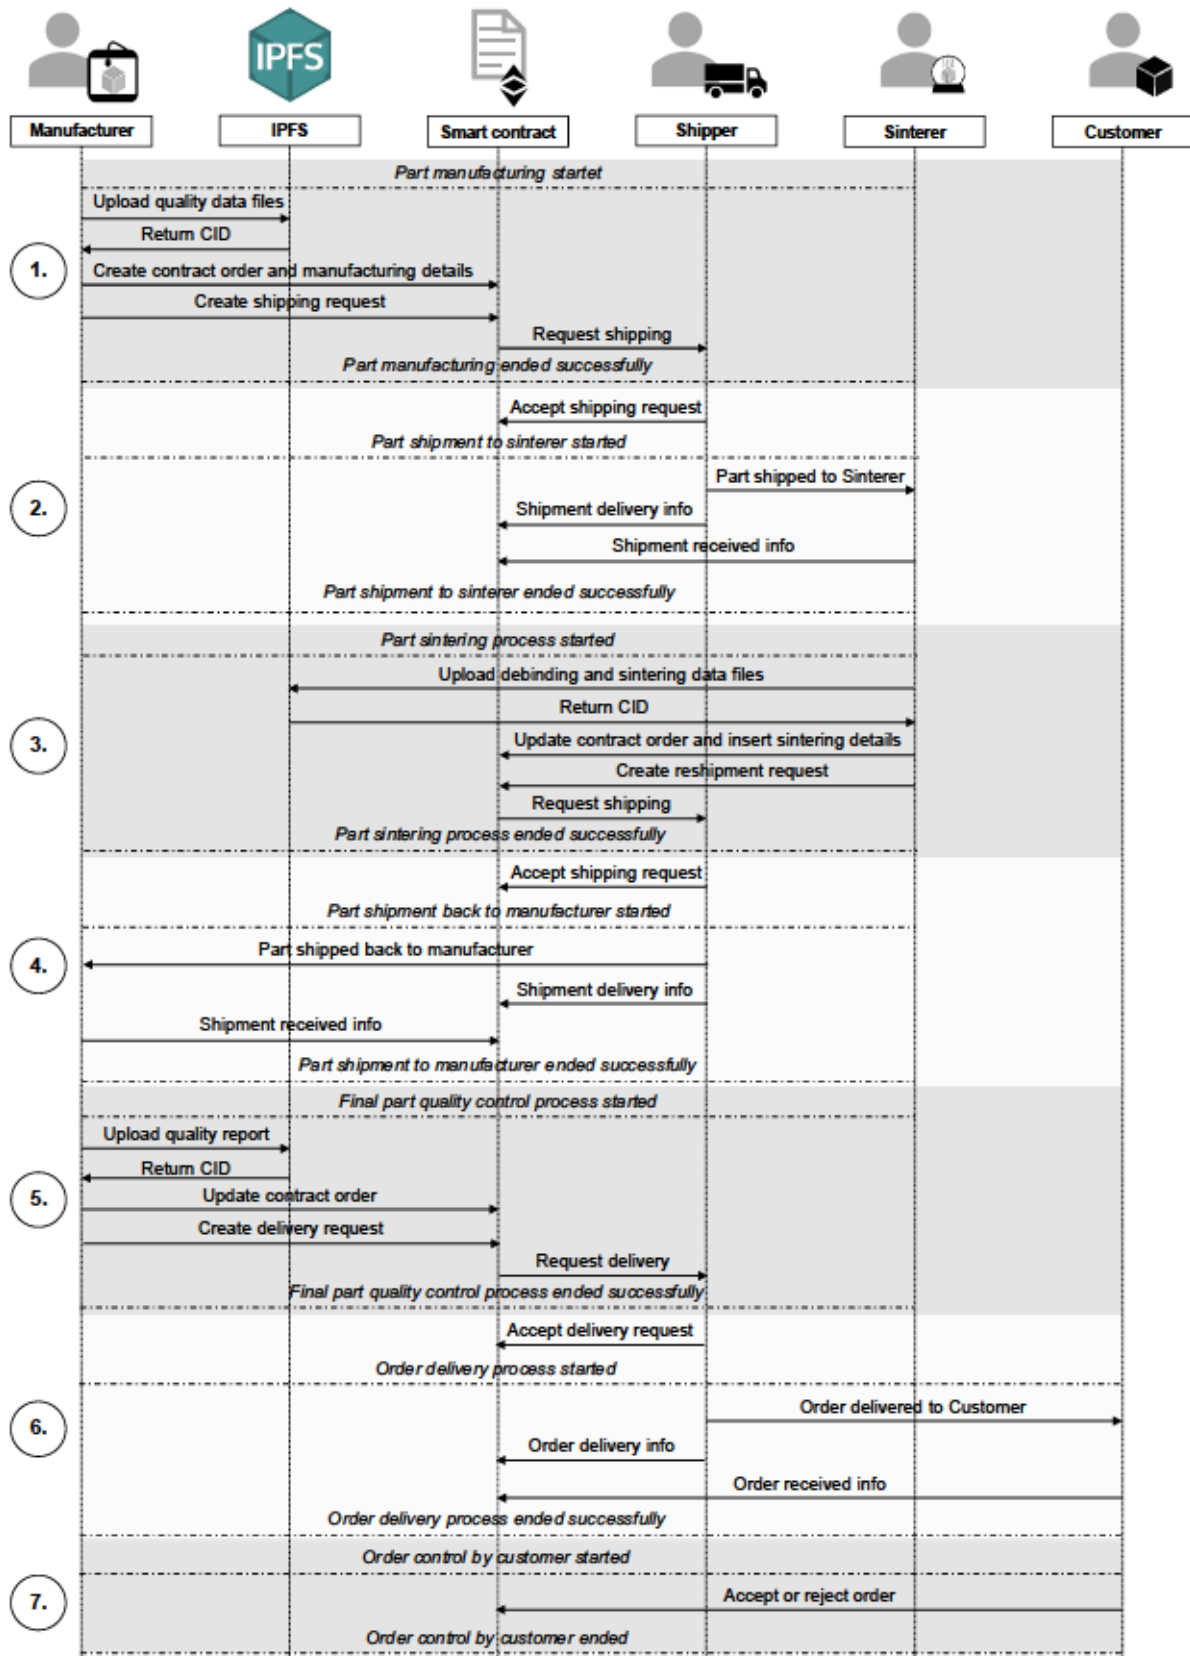 IPFS
Manufacturer
IPFS
Smart contract
Shipper
Sinterer
Customer
Part manufacturing startet
Upload quality data files
Return CID
1.
Create contract order and manufacturing details
Create shipping request
Request shipping
Part manufacturing ended successfully
Accept shipping request
Part shipment to sinterer started
Part shipped to Sinterer
2.
Shipment delivery info
Shipment received info
Part shipment to sinterer ended successfully
Part sintering process started
Upload debinding and sintering data files
Return CID
3.
Update contract order and insert sintering details
Create reshipment request
Request shipping
Part sintering process ended successfully
Accept shipping request
Part shipment back to manufacturer started
Part shipped back to manufacturer
4.
Shipment delivery info
Shipment received info
Part shipment to manufacturer ended successfully
Final part quality control process started
Upload quality report
Return CID
5.
Update contract order
Create delivery request
Request delivery
Final part quality control process ended successfully
Accept delivery request
Order delivery process started
Order delivered to Customer
6.
Order delivery info
Order received info
Order delivery process ended successfully
Order control by customer started
7.
Accept or reject order
Order control by customer ended